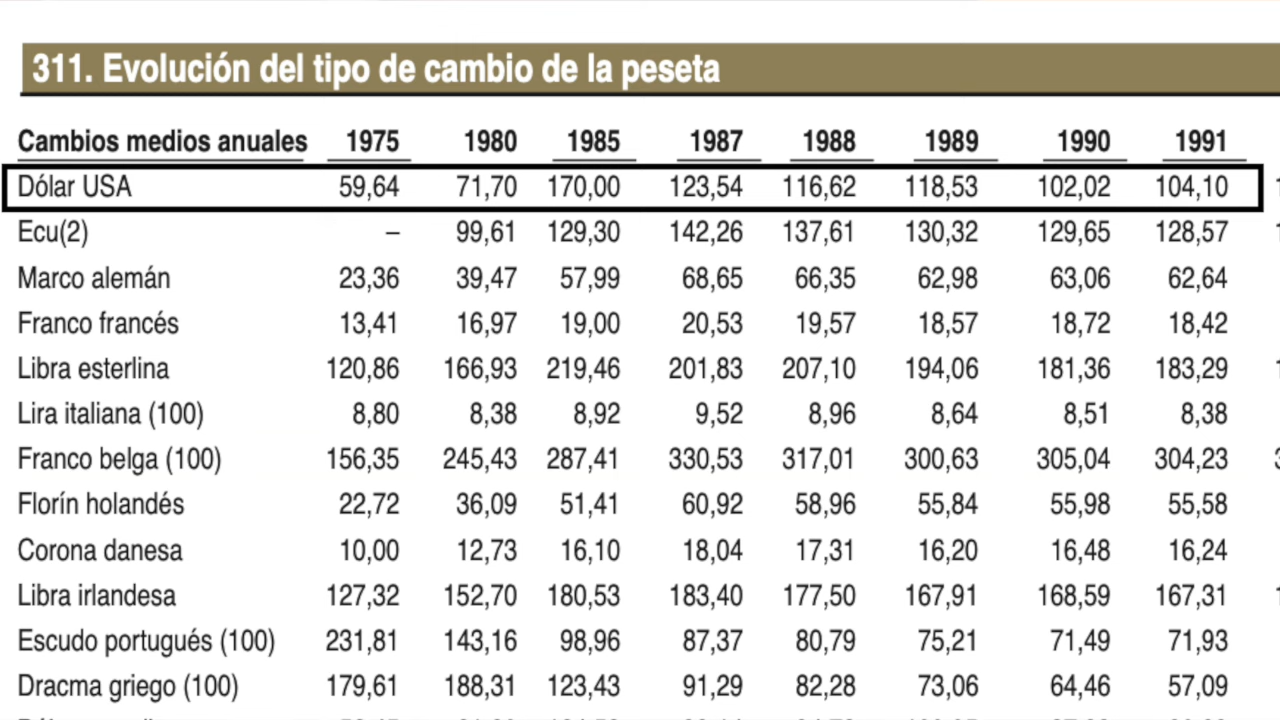 311. Evolución del tipo de cambio de la peseta
Cambios medios anuales 1975 1980 1985 1987 1988 1989 1990 1991
Dólar USA 59,64 71,70 170,00 123,54 116,62 118,53 102,02 104,10
Ecu(2) – 99,61 129,30 142,26 137,61 130,32 129,65 128,57
Marco alemán 23,36 39,47 57,99 68,65 66,35 62,98 63,06 62,64
Franco francés 13,41 16,97 19,00 20,53 19,57 18,57 18,72 18,42
Libra esterlina 120,86 166,93 219,46 201,83 207,10 194,06 181,36 183,29
Lira italiana (100) 8,80 8,38 8,92 9,52 8,96 8,64 8,51 8,38
Franco belga (100) 156,35 245,43 287,41 330,53 317,01 300,63 305,04 304,23
Florín holandés 22,72 36,09 51,41 60,92 58,96 55,84 55,98 55,58
Corona danesa 10,00 12,73 16,10 18,04 17,31 16,20 16,48 16,24
Libra irlandesa 127,32 152,70 180,53 183,40 177,50 167,91 168,59 167,31
Escudo portugués (100) 231,81 143,16 98,96 87,37 80,79 75,21 71,49 71,93
Dracma griego (100) 179,61 188,31 123,43 91,29 82,28 73,06 64,46 57,09